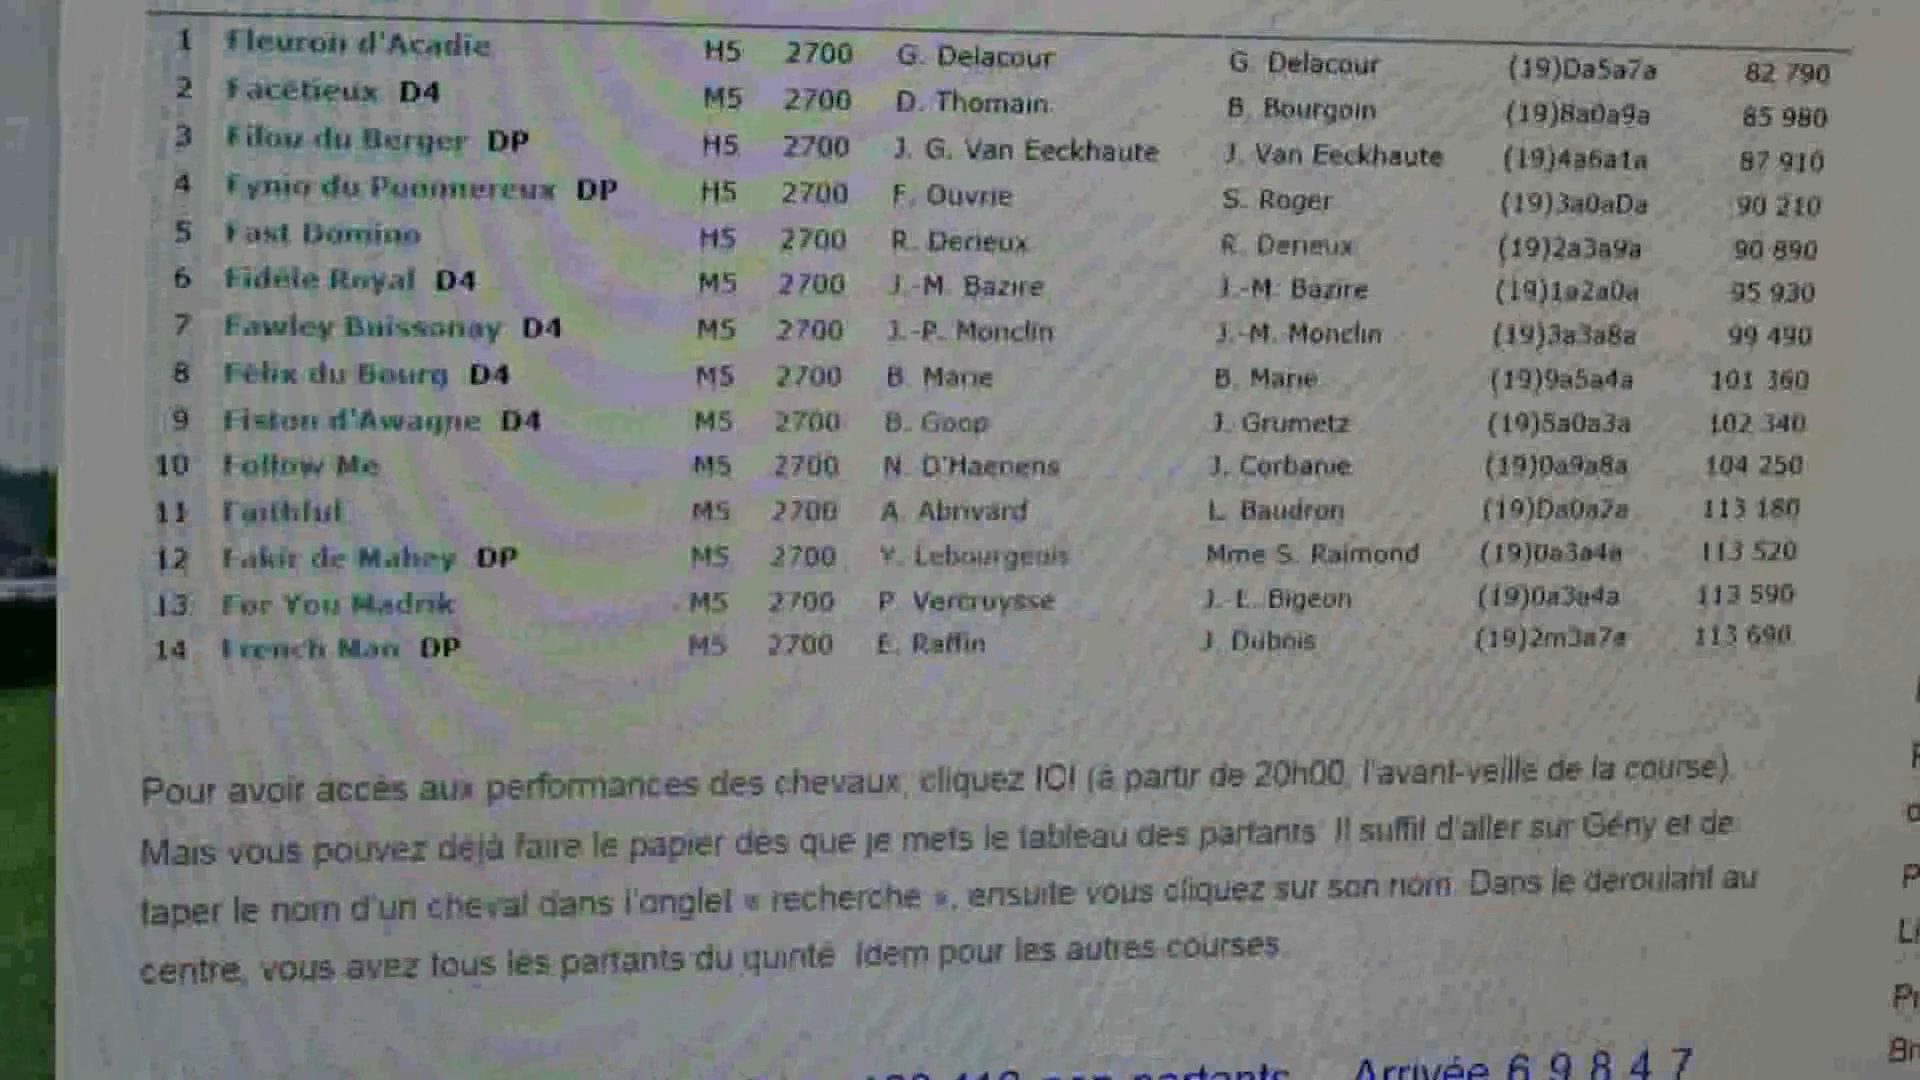 1 Fleuron d'Acadie H5 2700 G. Delacour G. Delacour (19)Da5a7a 82 790
2 Facétieux D4 M5 2700 D. Thomain B. Bourgoin (19)8a0a9a 85 980
3 Filou du Berger DP H5 2700 J. G. Van Eeckhaute J. Van Eeckhaute (19)4a6a1a 87 910
4 Fynio du Pommereux DP H5 2700 F. Ouvrie S. Roger (19)3a0aDa 90 210
5 Fast Domino H5 2700 R. Derieux R. Derieux (19)2a3a9a 90 890
6 Fidèle Royal D4 M5 2700 J.-M. Bazire J.-M. Bazire (19)1a2a0a 95 930
7 Fawley Buissonay D4 M5 2700 J.-P. Monclin J.-M. Monclin (19)3a3a8a 99 490
8 Félix du Bourg D4 M5 2700 B. Marie B. Marie (19)9a5a4a 101 360
9 Fiston d'Awagne D4 M5 2700 B. Goop J. Grumetz (19)5a0a3a 102 340
10 Follow Me M5 2700 N. D'Haenens J. Corbanie (19)0a9a8a 104 250
11 Faithful M5 2700 A. Abrivard L. Baudron (19)Da0a2a 113 180
12 Fakir de Mahey DP M5 2700 Y. Lebourgeois Mme S. Raimond (19)0a3a4a 113 520
13 For You Madrik M5 2700 P. Vercruysse J.-L. Bigeon (19)0a3a4a 113 590
14 French Man DP M5 2700 E. Raffin J. Dubois (19)2m3a7a 113 690
Pour avoir accès aux performances des chevaux, cliquez ICI (à partir de 20h00, l'avant-veille de la course).
Mais vous pouvez déjà faire le papier des que je mets le tableau des partants. Il suffit d'aller sur Gény et de
taper le nom d'un cheval dans l'onglet « recherche », ensuite vous cliquez sur son nom. Dans le déroulant au
centre, vous avez tous les partants du quinté. Idem pour les autres courses.
partants Arrivée 6 9 8 4 7